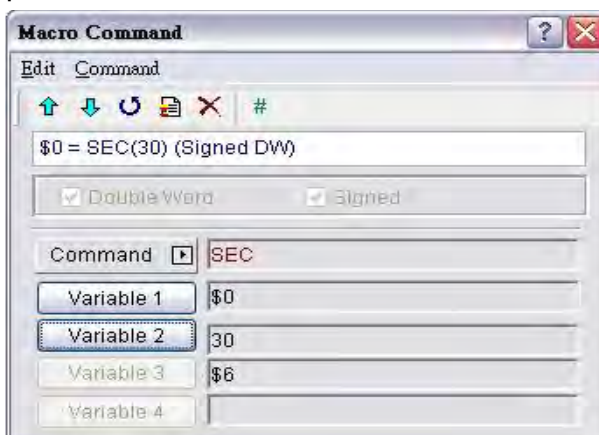 Macro Command
Edit Command
#
$0 = SEC(30) (Signed DW)
Double Word Signed
Command SEC
Variable 1 $0
Variable 2 30
Variable 3 $6
Variable 4